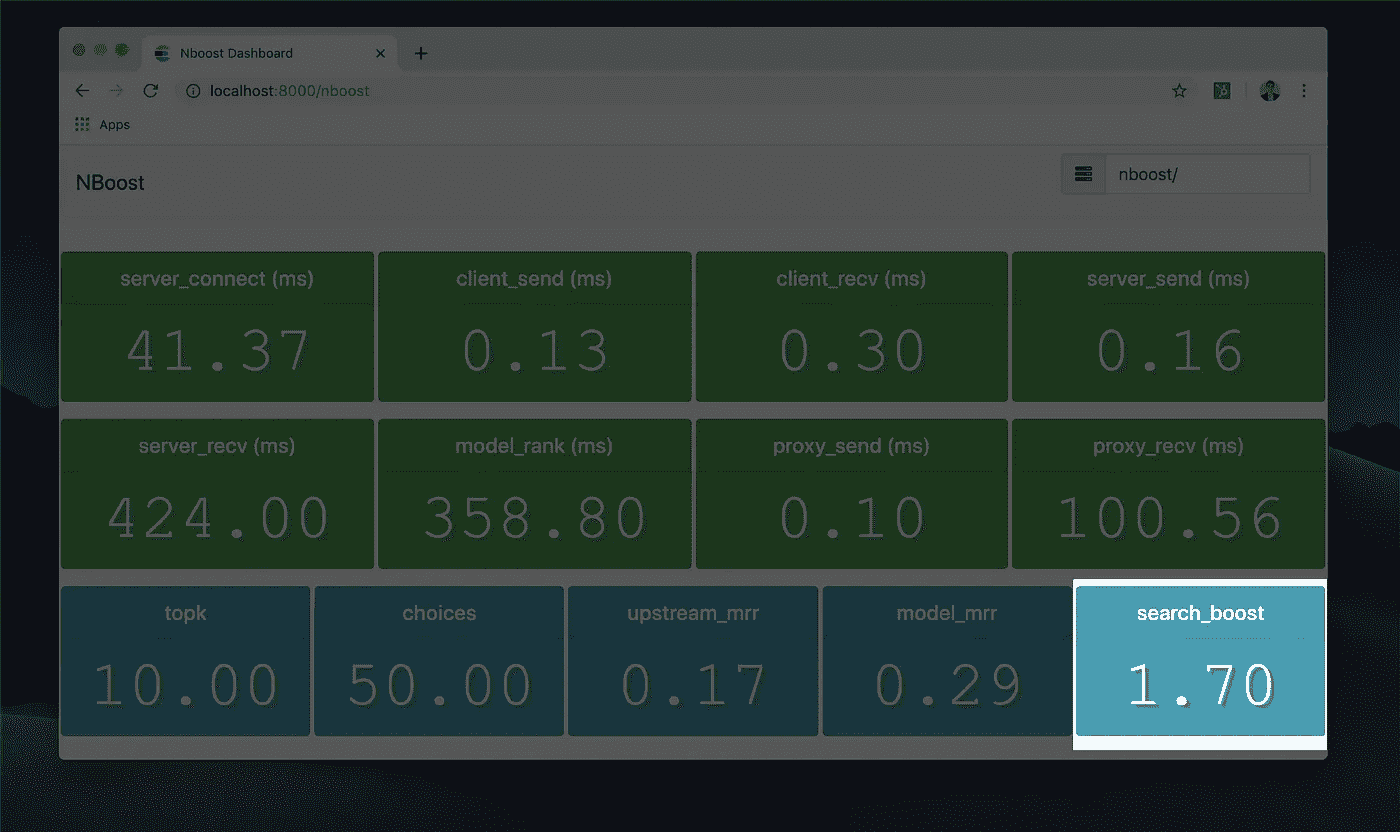 Nboost Dashboard
localhost:8000/nboost
Apps
NBoost
nboost/
server_connect (ms)
41.37
client_send (ms)
0.13
client_recv (ms)
0.30
server_send (ms)
0.16
server_recv (ms)
424.00
model_rank (ms)
358.80
proxy_send (ms)
0.10
proxy_recv (ms)
100.56
topk
10.00
choices
50.00
upstream_mrr
0.17
model_mrr
0.29
search_boost
1.70